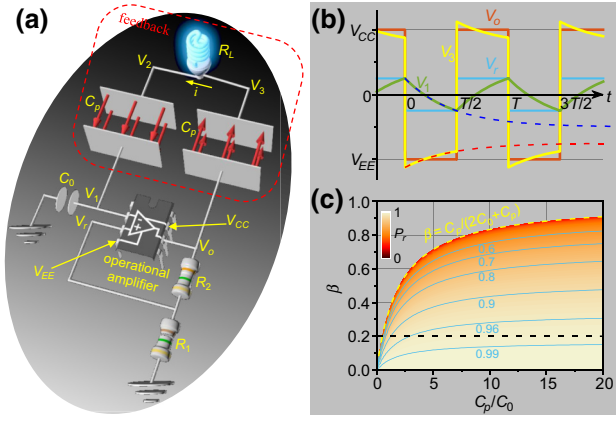 (a)
feedback
R_L
V_2
i
V_3
C_p
C_p
C_0
V_1
V_r
V_CC
V_o
V_EE
operational
amplifier
R_2
R_1
(b)
V_CC
V_o
V_3
V_r
V_1
0
0
T/2
T
3T/2
t
V_EE
(c)
1
P_r
0
β=C_p/(2C_0+C_p)
0.6
0.7
0.8
0.9
0.96
0.99
1.0
0.8
0.6
0.4
0.2
0.0
β
0
5
10
15
20
C_p/C_0